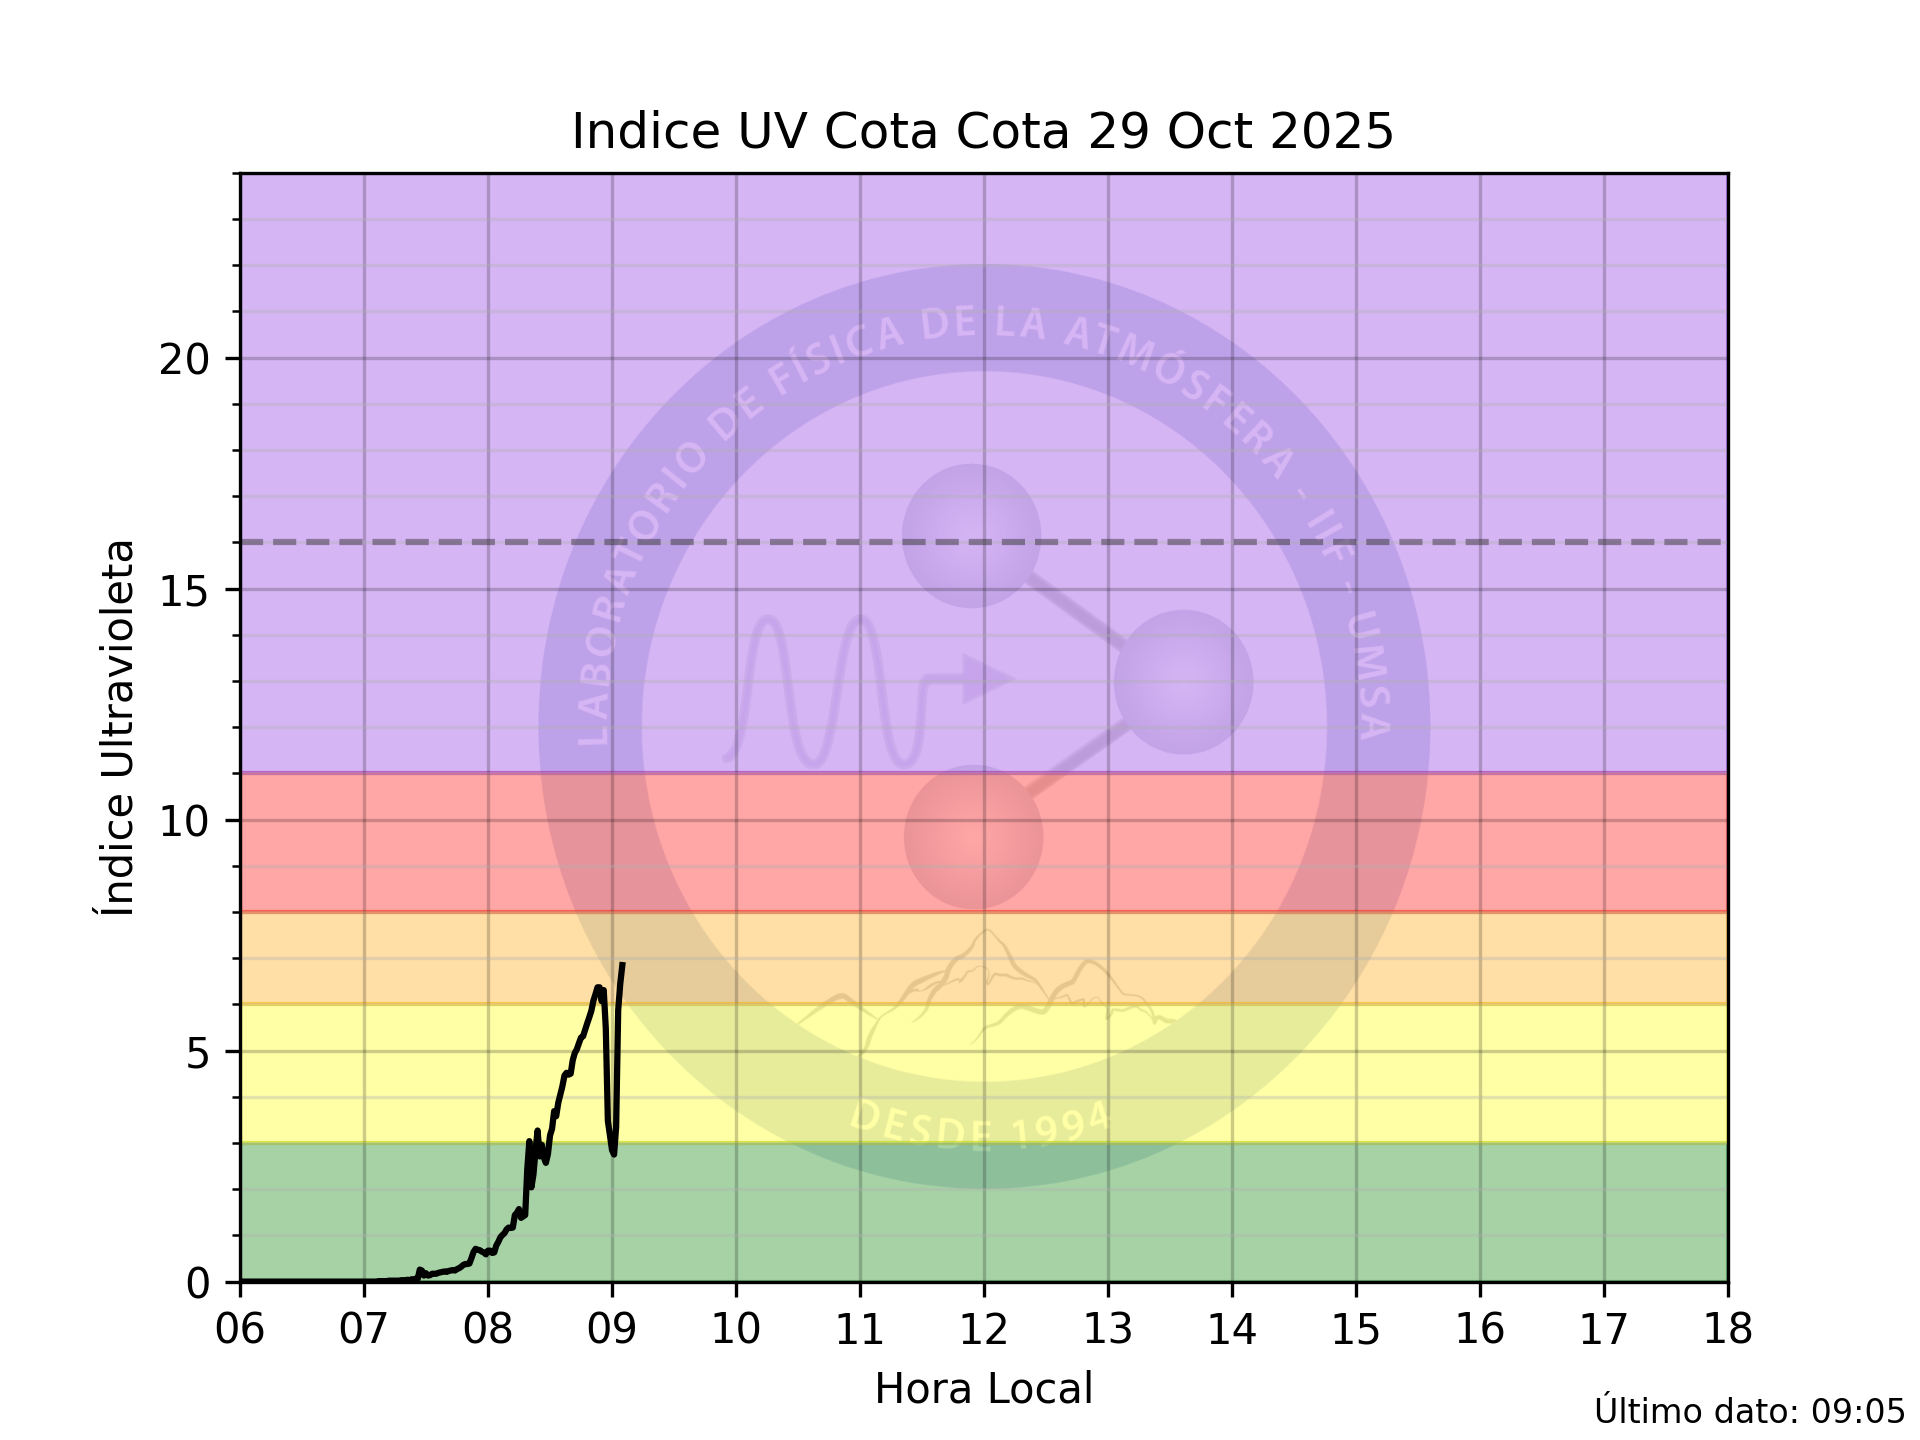 Indice UV Cota Cota 29 Oct 2025
LABORATORIO DE FÍSICA DE LA ATMÓSFERA - IIF - UMSA
DESDE 1994
Índice Ultravioleta
20
15
10
5
0
06 07 08 09 10 11 12 13 14 15 16 17 18
Hora Local
Último dato: 09:05